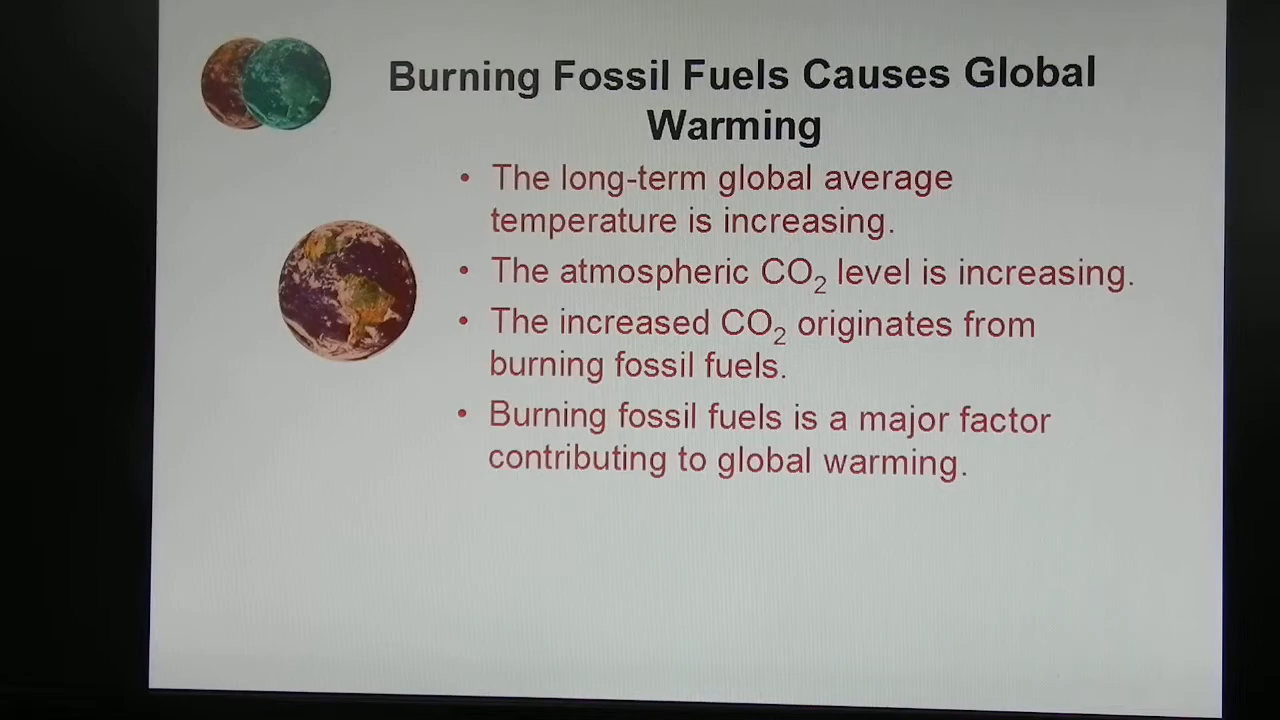 Burning Fossil Fuels Causes Global
Warming
• The long-term global average
temperature is increasing.
• The atmospheric CO₂ level is increasing.
• The increased CO₂ originates from
burning fossil fuels.
• Burning fossil fuels is a major factor
contributing to global warming.